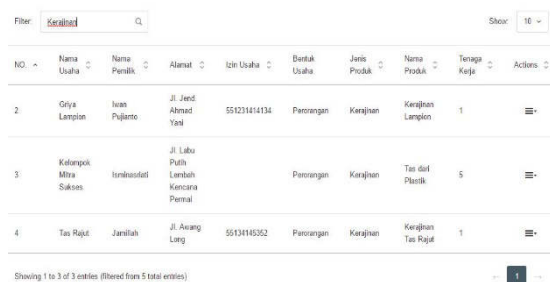 Filter Kerajinan Show: 10
NO. Nama Usaha Nama Pemilik Alamat Izin Usaha Bentuk Usaha Jenis Produk Nama Produk Tenaga Kerja Actions
2 Griya Lampion Iwan Pujianto Jl. Jend Ahmad Yani 551231414134 Perorangan Kerajinan Kerajinan Lampion 1
3 Kelompok Mitra Sukses Isminasdati Jl. Labu Putih Lembah Kencana Permai Perorangan Kerajinan Tas dari Plastik 5
4 Tas Rajut Jamillah Jl. Awang Long 55134145352 Perorangan Kerajinan Kerajinan Tas Rajut 1
Showing 1 to 3 of 3 entries (filtered from 5 total entries) 1